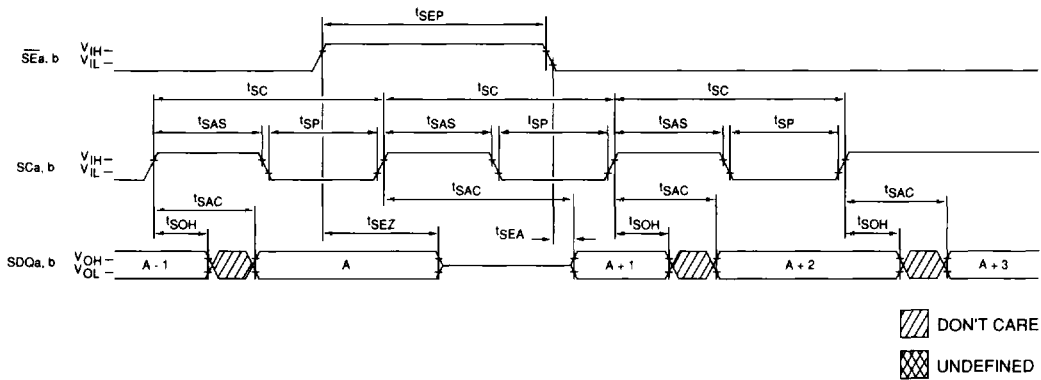 tSEP
SEa, b
VIH
VIL
tSC
tSC
tSC
tSAS
tSP
tSAS
tSP
tSAS
tSP
SCa, b
VIH
VIL
tSAC
tSAC
tSAC
tSAC
tSOH
tSEZ
tSEA
tSOH
tSOH
SDQa, b
VOH
VOL
A - 1
A
A + 1
A + 2
A + 3
DON'T CARE
UNDEFINED